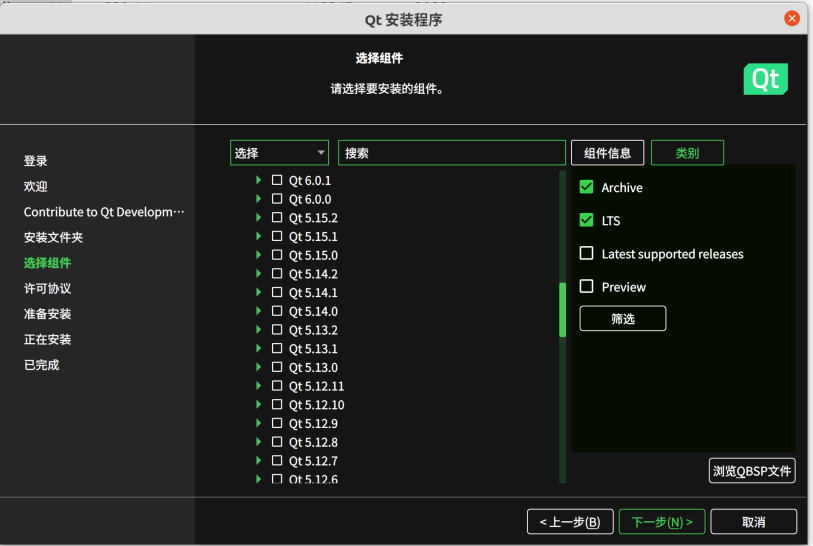 Qt 安装程序
选择组件
请选择要安装的组件。
Qt
登录
欢迎
Contribute to Qt Developm…
安装文件夹
选择组件
许可协议
准备安装
正在安装
已完成
选择
搜索
Qt 6.0.1
Qt 6.0.0
Qt 5.15.2
Qt 5.15.1
Qt 5.15.0
Qt 5.14.2
Qt 5.14.1
Qt 5.14.0
Qt 5.13.2
Qt 5.13.1
Qt 5.13.0
Qt 5.12.11
Qt 5.12.10
Qt 5.12.9
Qt 5.12.8
Qt 5.12.7
Qt 5.12.6
组件信息
类别
Archive
LTS
Latest supported releases
Preview
筛选
浏览QBSP文件
< 上一步(B)
下一步(N) >
取消